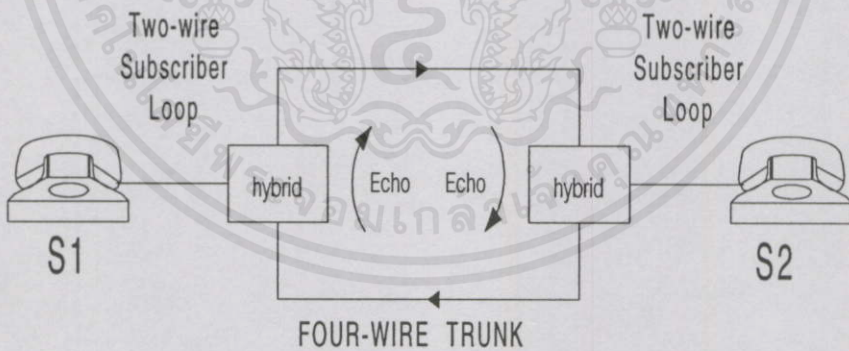 Two-wire
Subscriber
Loop
Two-wire
Subscriber
Loop
hybrid
Echo
Echo
hybrid
S1
S2
FOUR-WIRE TRUNK